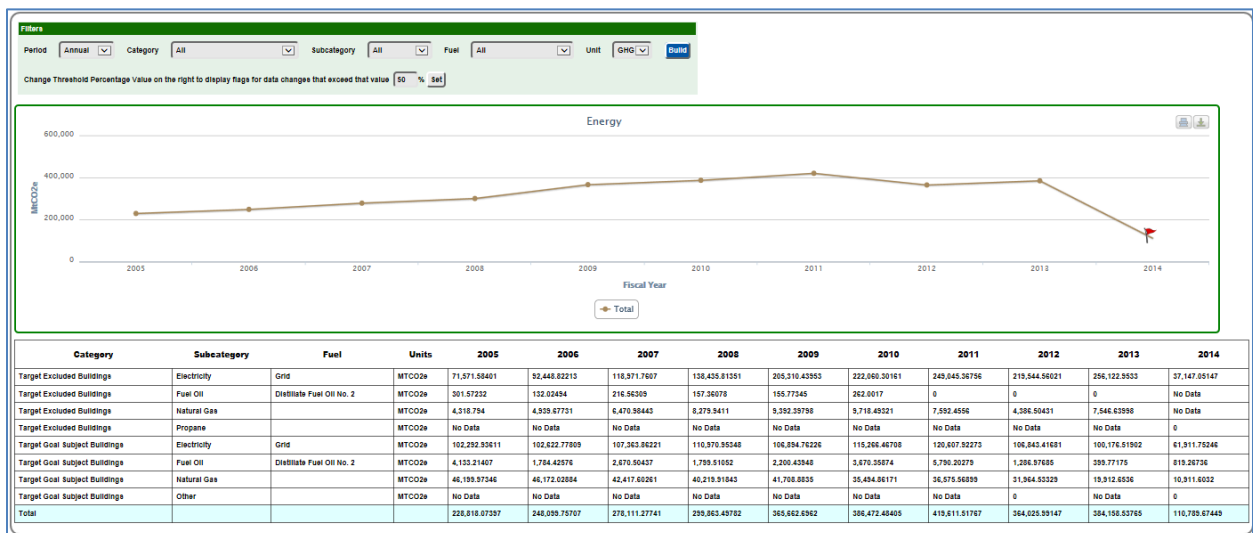 Filters
Period Annual Category All Subcategory All Fuel All Unit GHG Build
Change Threshold Percentage Value on the right to display flags for data changes that exceed that value 50 % Set
Energy
600,000
400,000
200,000
0
MtCO2e
2005 2006 2007 2008 2009 2010 2011 2012 2013 2014
Fiscal Year
Total
Category Subcategory Fuel Units 2005 2006 2007 2008 2009 2010 2011 2012 2013 2014
Target Excluded Buildings Electricity Grid MTCO2e 71,571.58401 92,448.82213 118,971.7607 138,435.81351 205,310.43953 222,060.30161 249,045.36756 219,544.56021 256,122.9533 37,147.05147
Target Excluded Buildings Fuel Oil Distillate Fuel Oil No. 2 MTCO2e 301.57232 132.02494 216.56309 157.36078 155.77345 262.0017 0 0 0 No Data
Target Excluded Buildings Natural Gas MTCO2e 4,318.794 4,939.67731 6,470.98443 8,279.9411 9,392.39798 9,718.49321 7,592.4556 4,386.50431 7,546.63998 No Data
Target Excluded Buildings Propane MTCO2e No Data No Data No Data No Data No Data No Data No Data No Data No Data 0
Target Goal Subject Buildings Electricity Grid MTCO2e 102,292.93611 102,622.77809 107,363.86221 110,970.95348 106,894.76226 115,266.46708 120,607.92273 106,843.41681 100,176.51902 61,911.75246
Target Goal Subject Buildings Fuel Oil Distillate Fuel Oil No. 2 MTCO2e 4,133.21407 1,784.42576 2,670.50437 1,799.51052 2,200.43948 3,670.35874 5,790.20279 1,286.97685 399.77175 819.26736
Target Goal Subject Buildings Natural Gas MTCO2e 46,199.97346 46,172.02884 42,417.60261 40,219.91843 41,708.8835 35,494.86171 36,575.56899 31,964.53329 19,912.6536 10,911.6032
Target Goal Subject Buildings Other MTCO2e No Data No Data No Data No Data No Data No Data No Data 0 No Data 0
Total 228,818.07397 248,099.75707 278,111.27741 299,863.49782 365,662.6962 386,472.48405 419,611.51767 364,025.99147 384,158.53765 110,789.67449